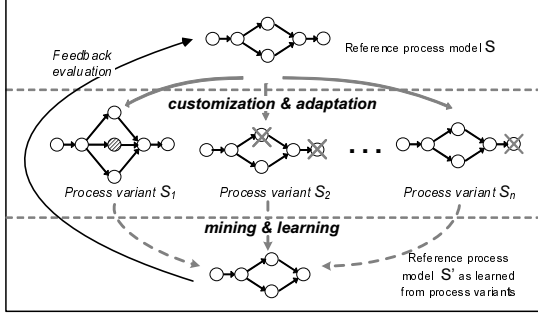 Feedback
evaluation
Reference process model S
customization & adaptation
Process variant S1
Process variant S2
Process variant Sn
mining & learning
Reference process
model S' as learned
from process variants